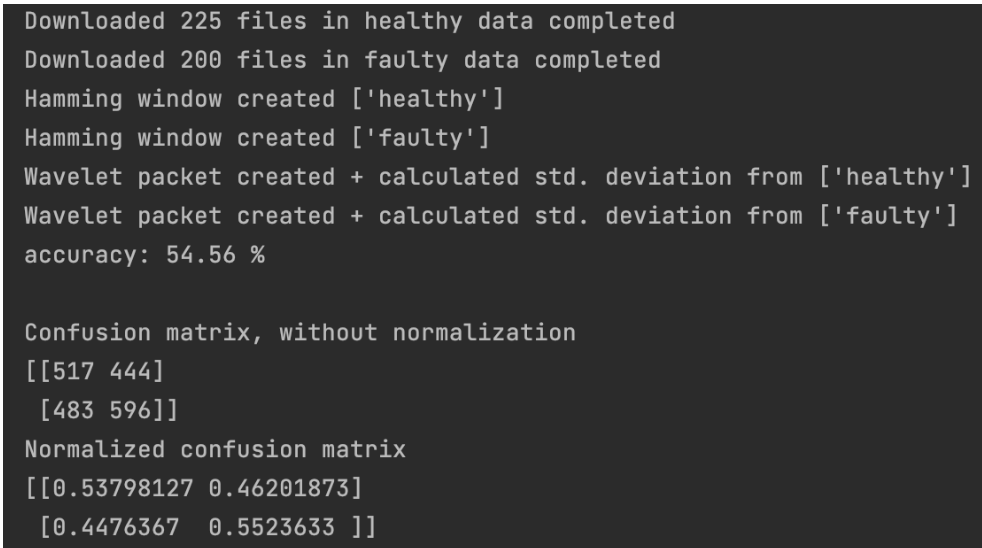 Downloaded 225 files in healthy data completed
Downloaded 200 files in faulty data completed
Hamming window created ['healthy']
Hamming window created ['faulty']
Wavelet packet created + calculated std. deviation from ['healthy']
Wavelet packet created + calculated std. deviation from ['faulty']
accuracy: 54.56 %
Confusion matrix, without normalization
[[517 444]
 [483 596]]
Normalized confusion matrix
[[0.53798127 0.46201873]
 [0.4476367  0.5523633 ]]